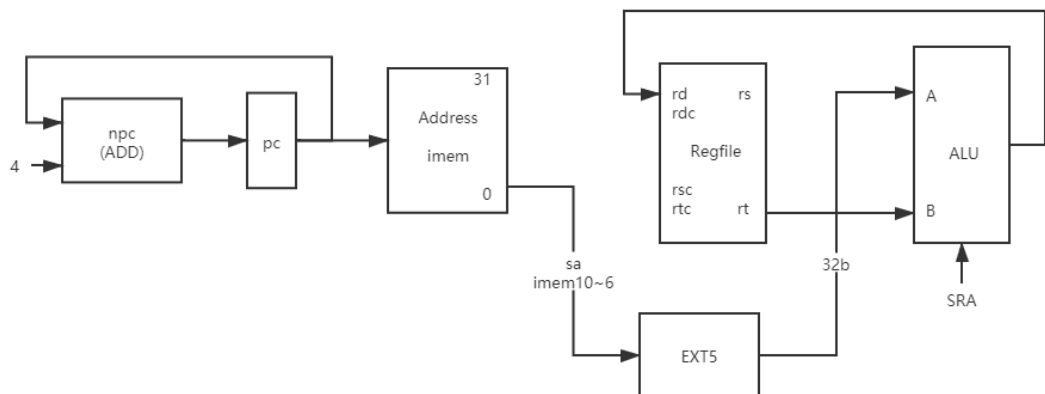 npc
(ADD)
4
pc
31
Address
imem
0
sa
imem10~6
EXT5
rd
rs
rdc
Regfile
rsc
rtc
rt
32b
A
ALU
B
SRA